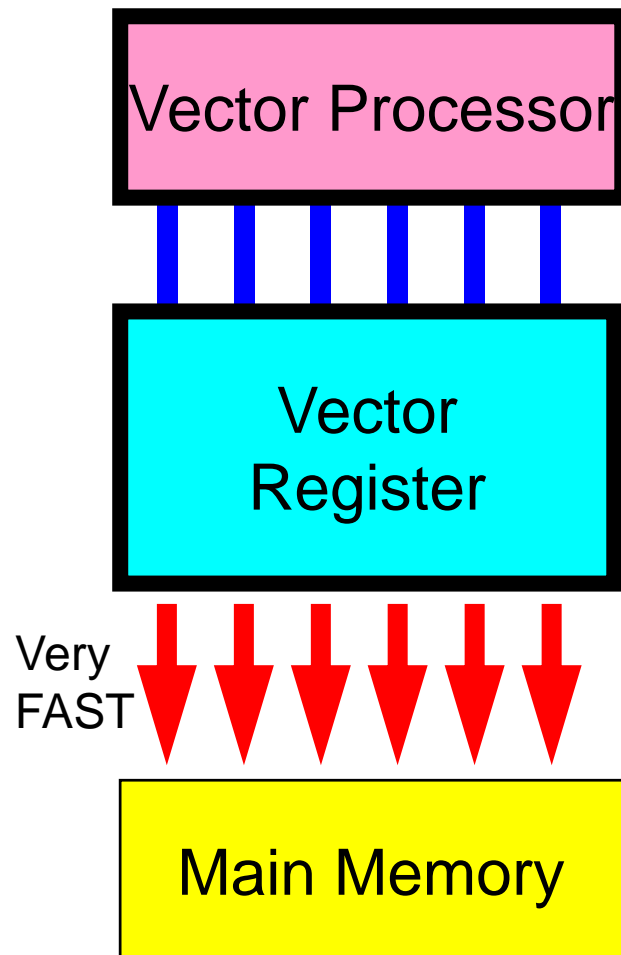 Vector Processor
Vector
Register
Very
FAST
Main Memory